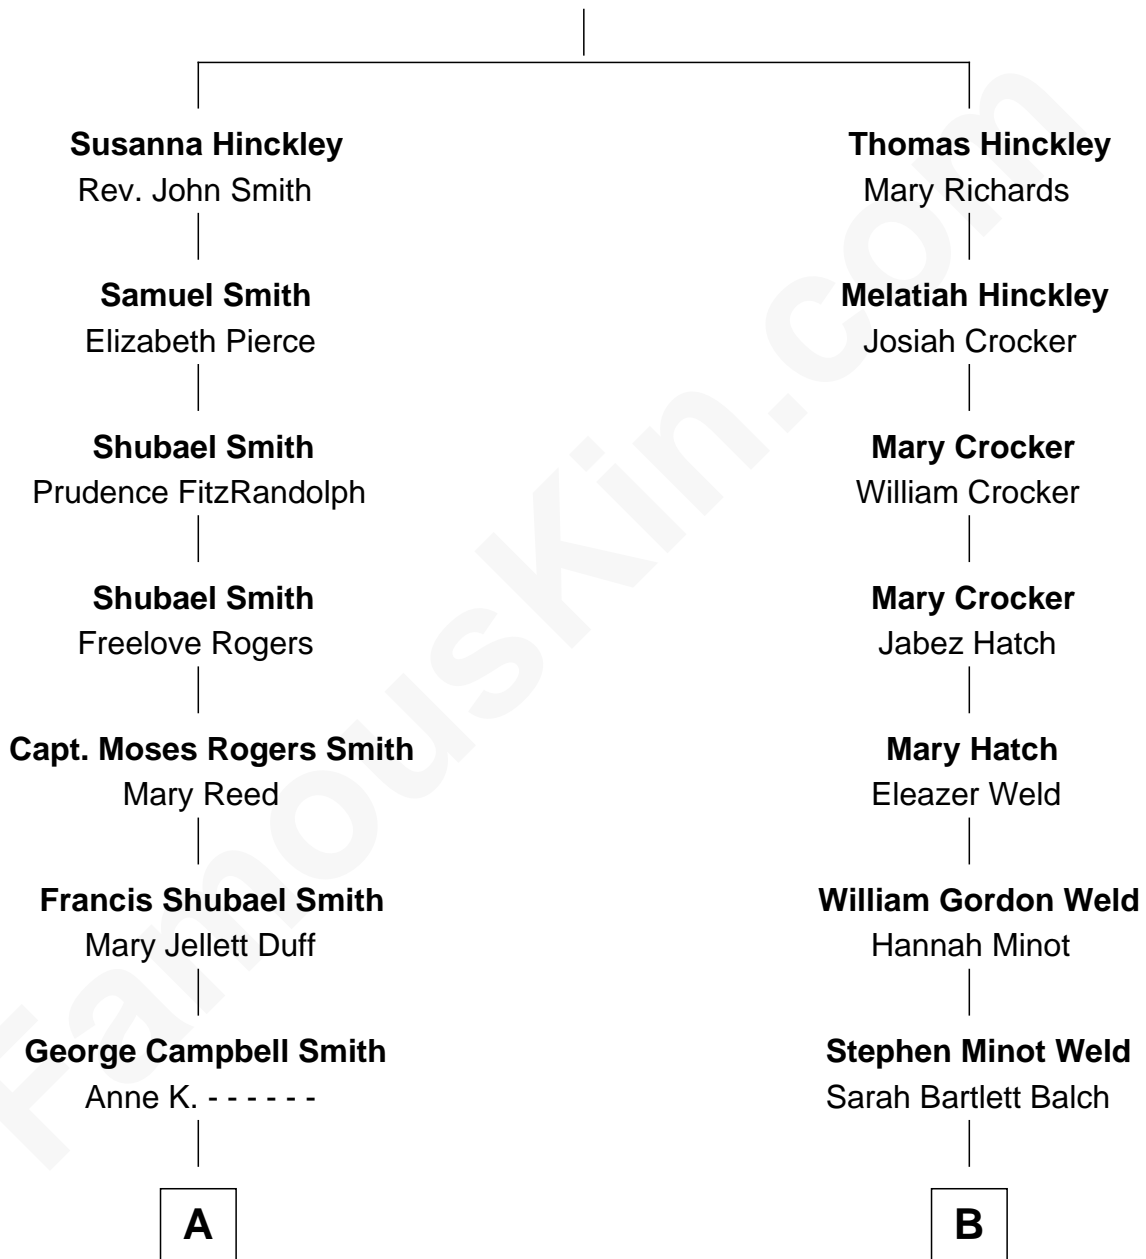 Susanna Hinckley
Rev. John Smith
Samuel Smith
Elizabeth Pierce
Shubael Smith
Prudence FitzRandolph
Shubael Smith
Freelove Rogers
Capt. Moses Rogers Smith
Mary Reed
Francis Shubael Smith
Mary Jellett Duff
George Campbell Smith
Anne K. - - - - - -
A
Thomas Hinckley
Mary Richards
Melatiah Hinckley
Josiah Crocker
Mary Crocker
William Crocker
Mary Crocker
Jabez Hatch
Mary Hatch
Eleazer Weld
William Gordon Weld
Hannah Minot
Stephen Minot Weld
Sarah Bartlett Balch
B
FamousKin.com